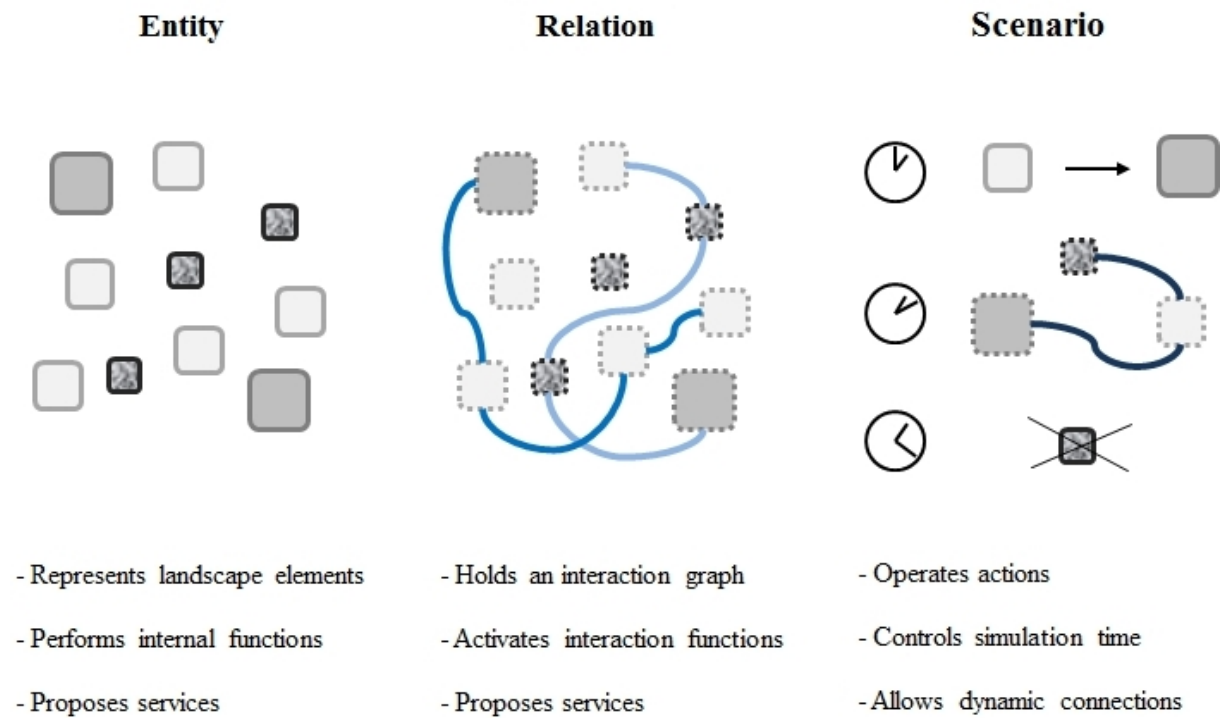 Entity
Relation
Scenario
- Represents landscape elements
- Performs internal functions
- Proposes services
- Holds an interaction graph
- Activates interaction functions
- Proposes services
- Operates actions
- Controls simulation time
- Allows dynamic connections